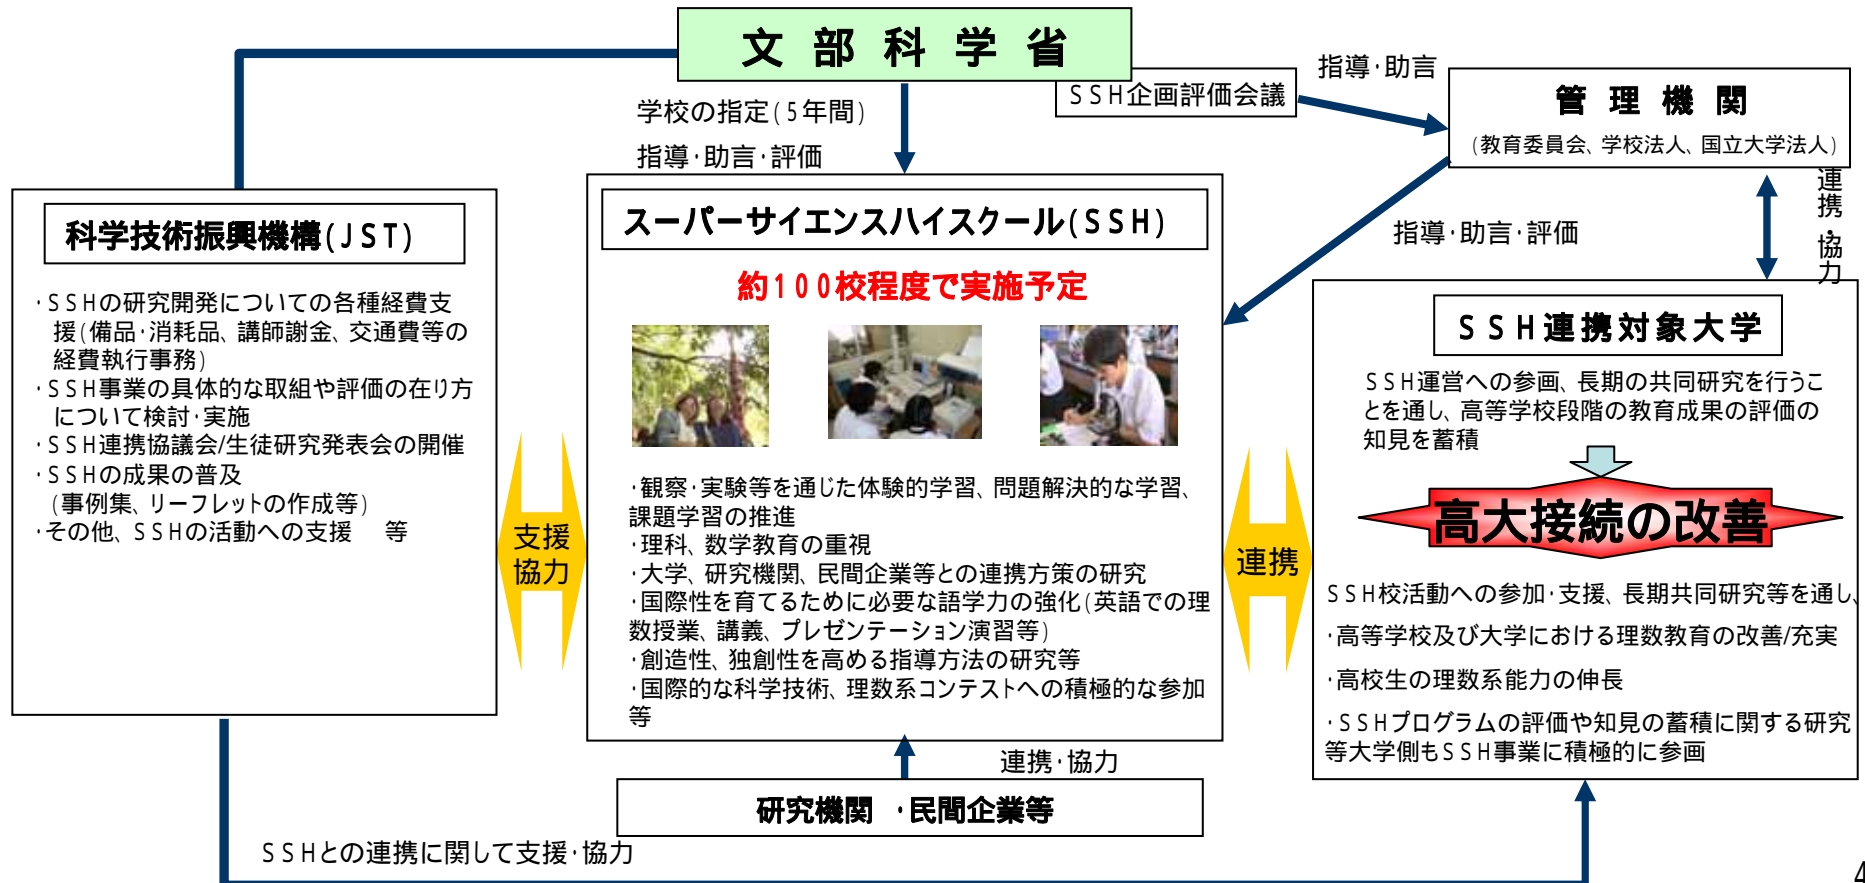 文部科学省
SSH企画評価会議
指導・助言
管理機関
(教育委員会、学校法人、国立大学法人)
学校の指定(5年間)
指導・助言・評価
連携・協力
指導・助言・評価
科学技術振興機構(JST)
・SSHの研究開発についての各種経費支
援(備品・消耗品、講師謝金、交通費等の
経費執行事務)
・SSH事業の具体的な取組や評価の在り方
について検討・実施
・SSH連携協議会/生徒研究発表会の開催
・SSHの成果の普及
(事例集、リーフレットの作成等)
・その他、SSHの活動への支援　等
支援
協力
スーパーサイエンスハイスクール(SSH)
約100校程度で実施予定
・観察・実験等を通じた体験的学習、問題解決的な学習、
課題学習の推進
・理科、数学教育の重視
・大学、研究機関、民間企業等との連携方策の研究
・国際性を育てるために必要な語学力の強化(英語での理
数授業、講義、プレゼンテーション演習等)
・創造性、独創性を高める指導方法の研究等
・国際的な科学技術、理数系コンテストへの積極的な参加
等
連携
SSH連携対象大学
SSH運営への参画、長期の共同研究を行うこ
とを通し、高等学校段階の教育成果の評価の
知見を蓄積
高大接続の改善
SSH校活動への参加・支援、長期共同研究等を通し、
・高等学校及び大学における理数教育の改善/充実
・高校生の理数系能力の伸長
・SSHプログラムの評価や知見の蓄積に関する研究
等大学側もSSH事業に積極的に参画
連携・協力
研究機関　・民間企業等
SSHとの連携に関して支援・協力
4